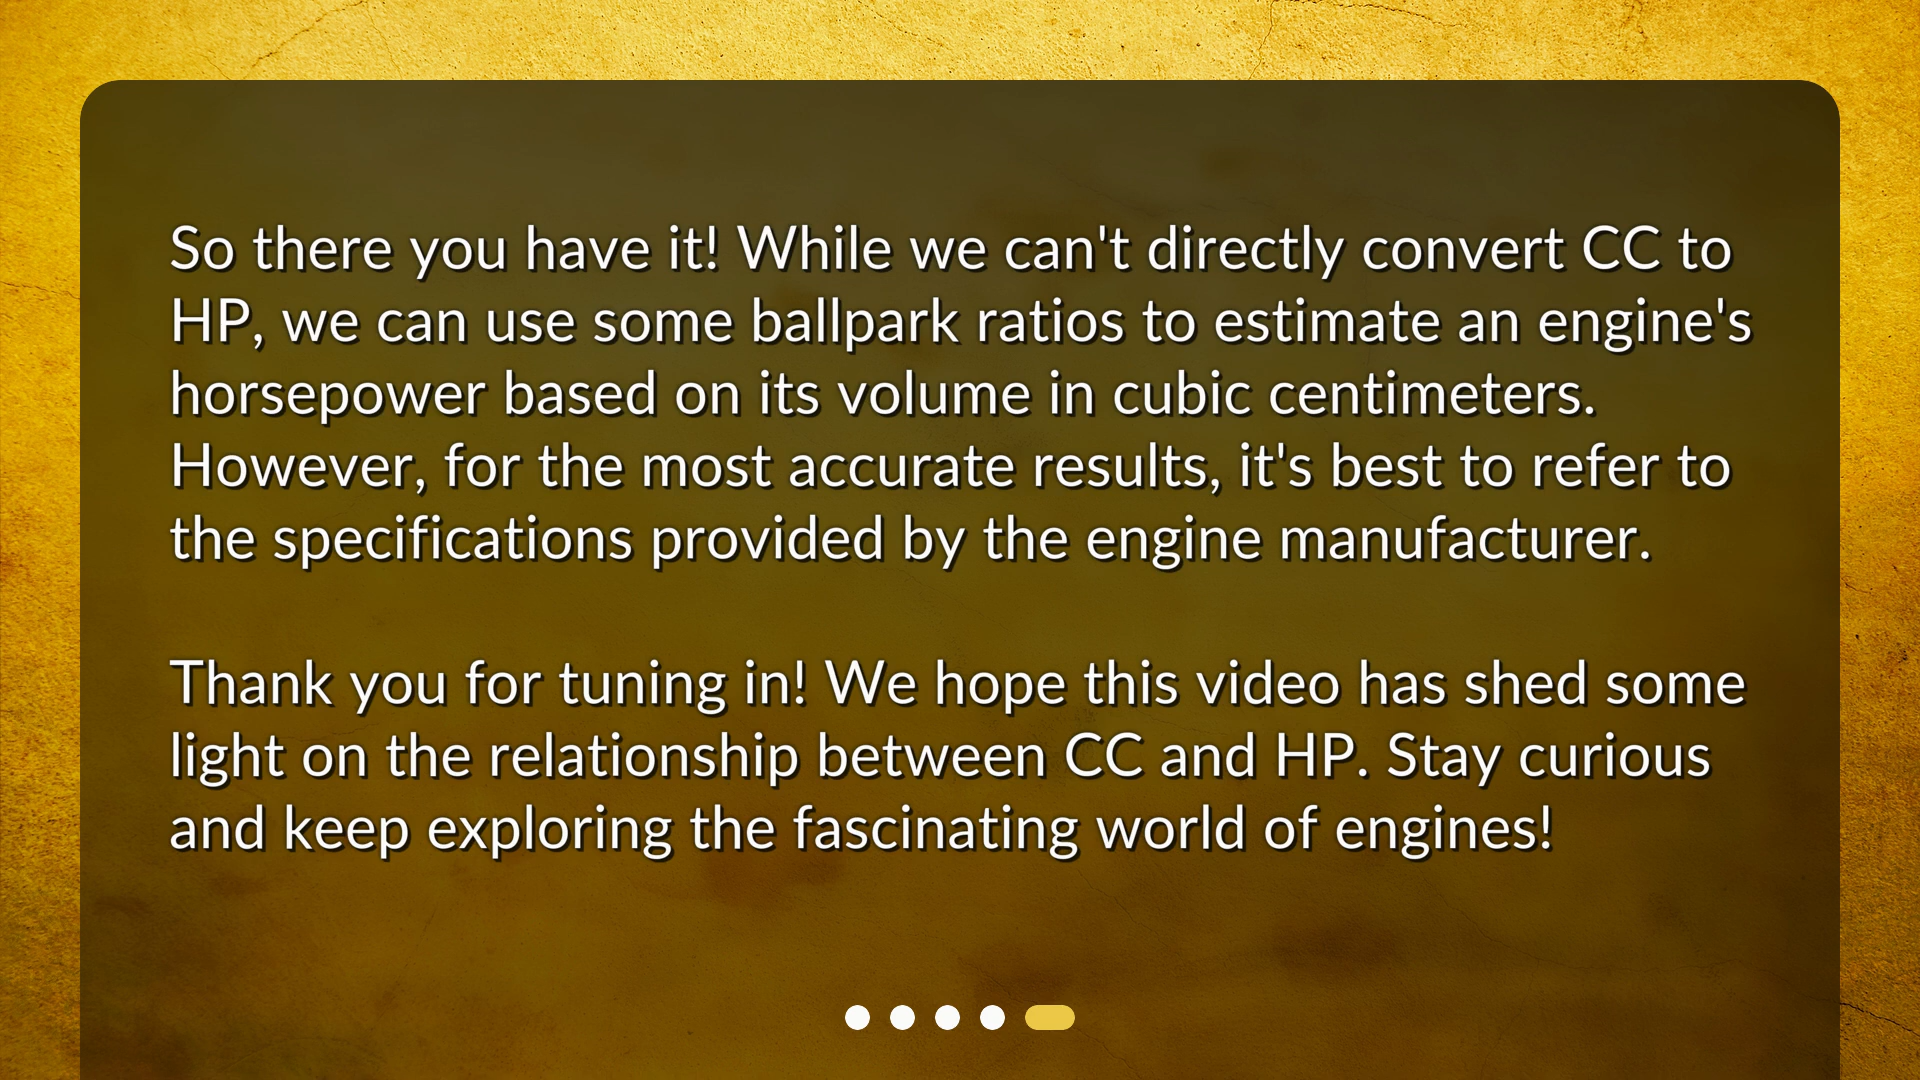 So there you have it! While we can't directly convert CC to
HP, we can use some ballpark ratios to estimate an engine's
horsepower based on its volume in cubic centimeters.
However, for the most accurate results, it's best to refer to
the specifications provided by the engine manufacturer.
Thank you for tuning in! We hope this video has shed some
light on the relationship between CC and HP. Stay curious
and keep exploring the fascinating world of engines!